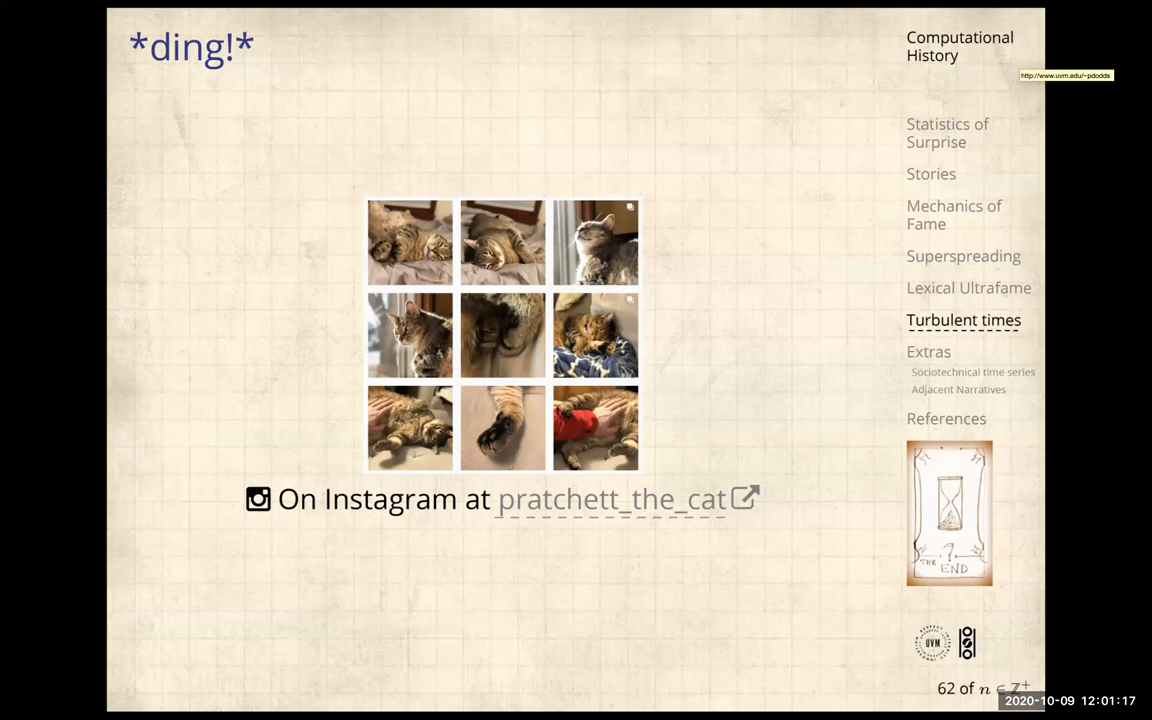 *ding!*
Computational
History
http://www.uvm.edu/~pdodds
Statistics of
Surprise
Stories
Mechanics of
Fame
Superspreading
Lexical Ultrafame
Turbulent times
Extras
Sociotechnical time series
Adjacent Narratives
References
On Instagram at pratchett_the_cat
?
THE END
UVM
62 of n ∈ ℤ⁺
2020-10-09 12:01:17